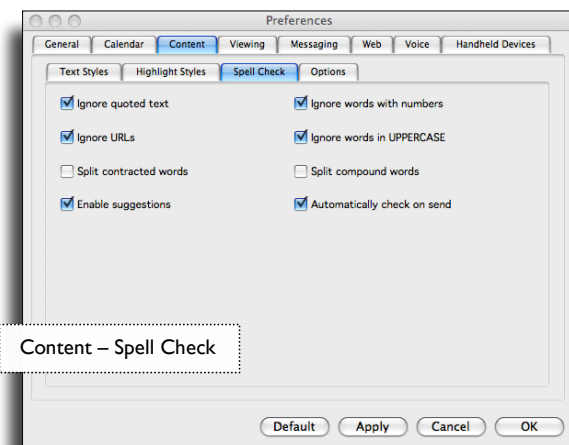 Preferences
General Calendar Content Viewing Messaging Web Voice Handheld Devices
Text Styles Highlight Styles Spell Check Options
Ignore quoted text Ignore words with numbers
Ignore URLs Ignore words in UPPERCASE
Split contracted words Split compound words
Enable suggestions Automatically check on send
Content – Spell Check
Default Apply Cancel OK